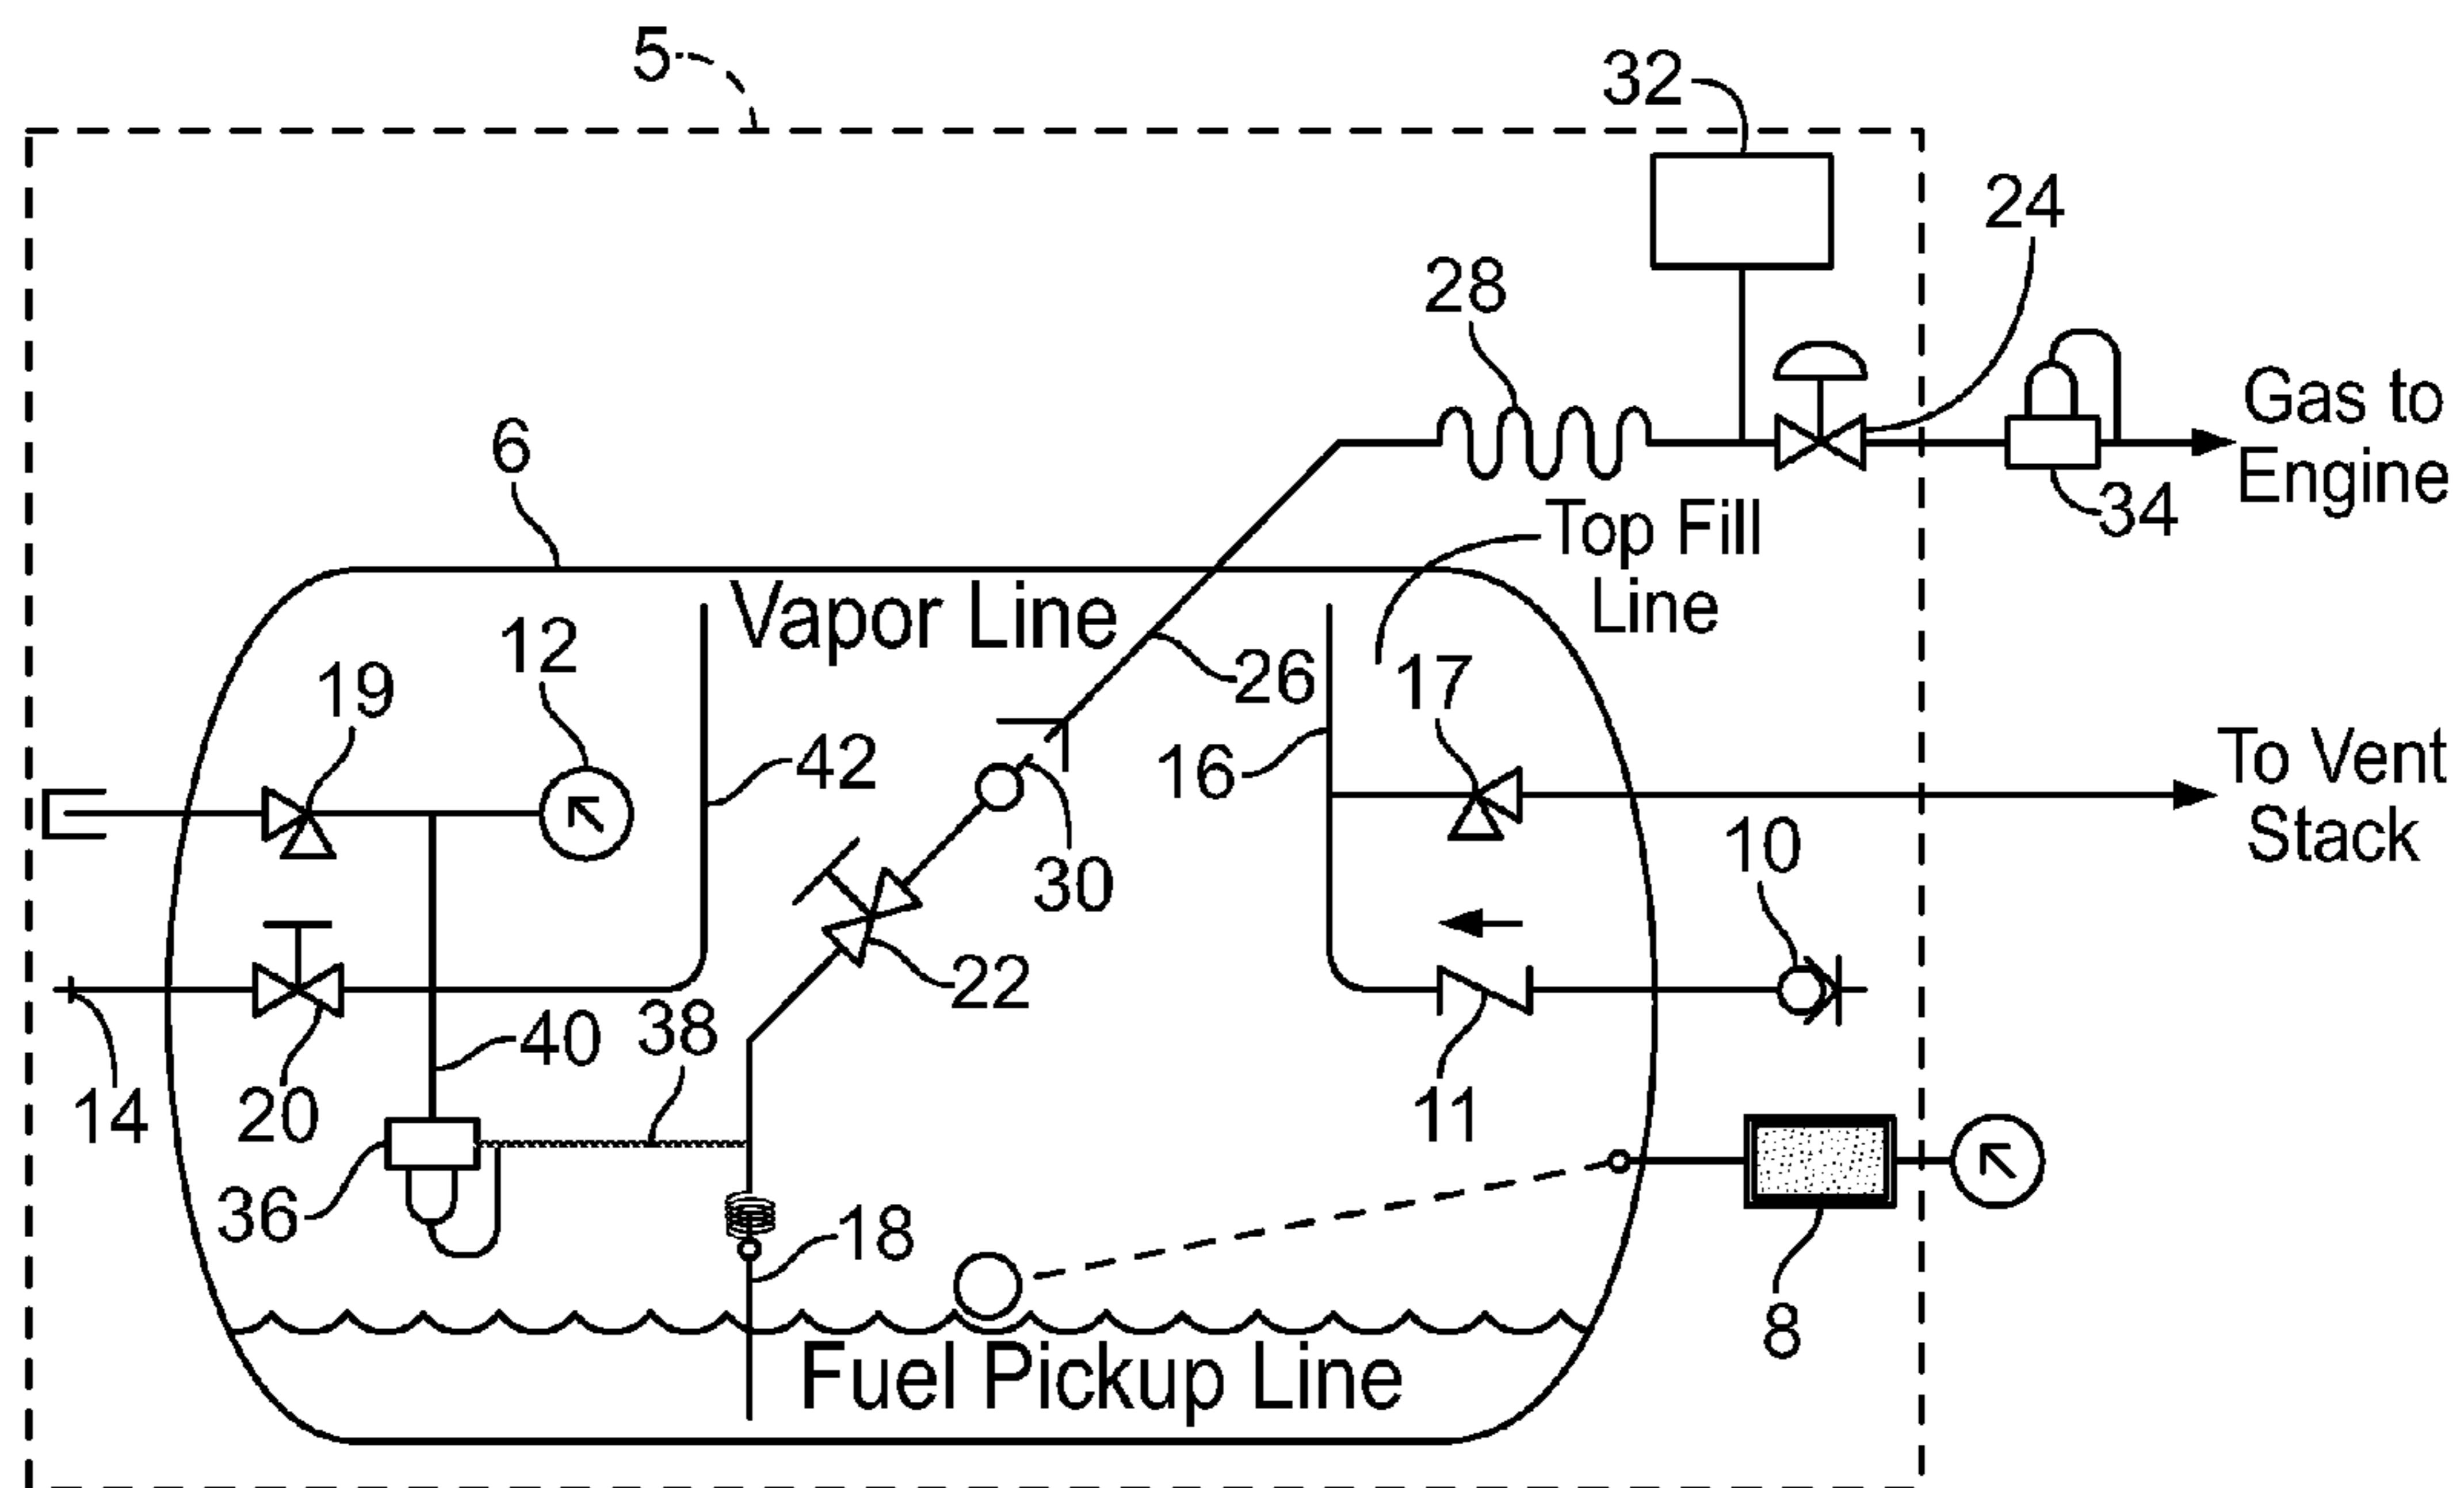 5
32
24
28
Gas to
Engine
34
6
Top Fill
Line
Vapor Line
12
19
26
17
42
16
To Vent
Stack
10
30
22
38
40
14
20
11
36
18
8
Fuel Pickup Line